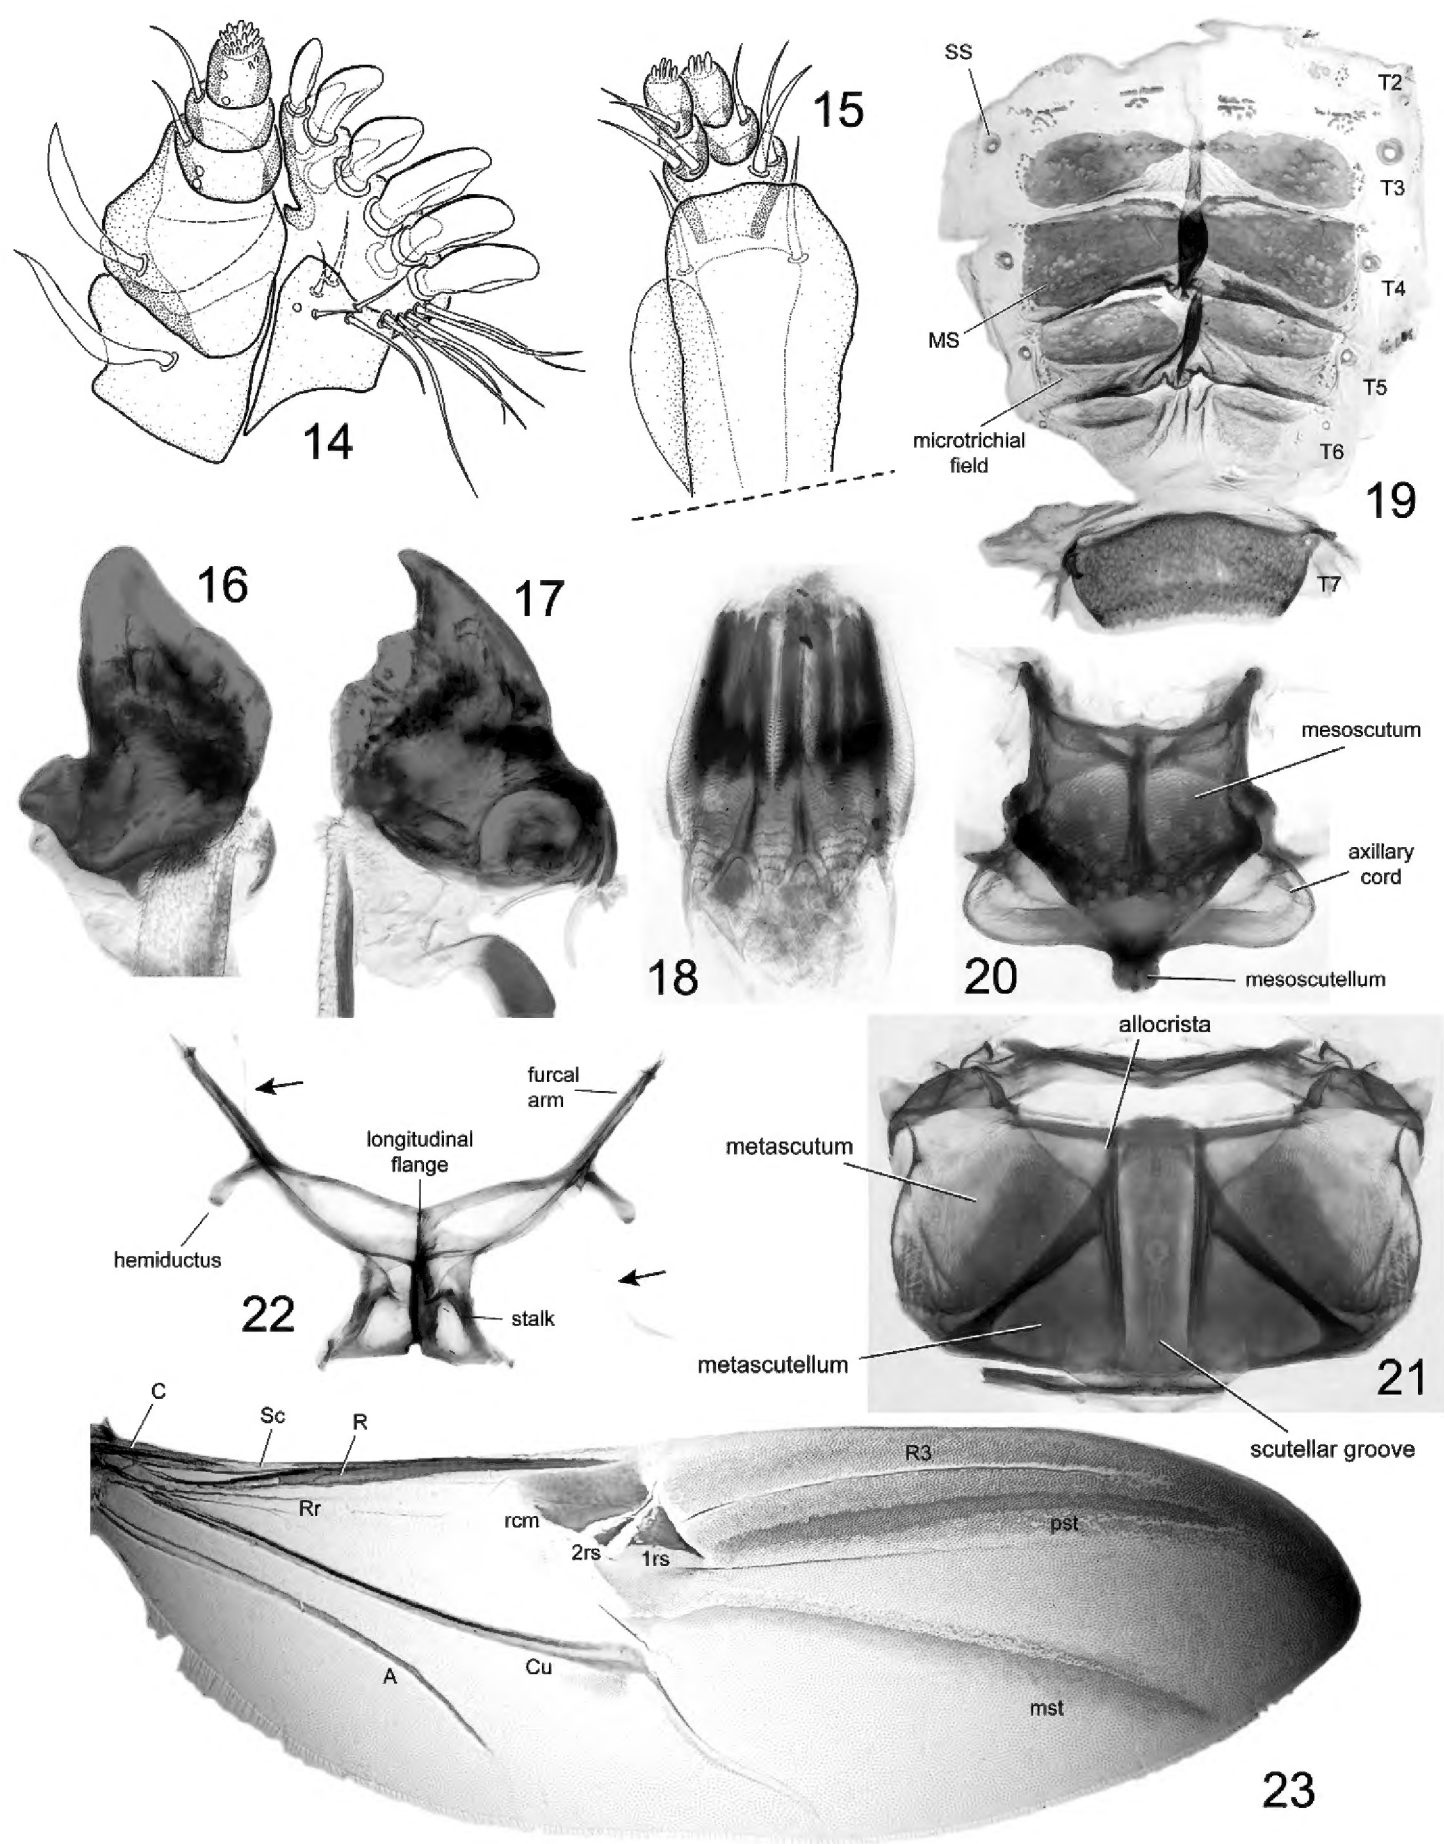 14
15
SS
T2
T3
T4
MS
T5
microtrichial
field
T6
19
T7
16
17
18
mesoscutum
axillary
cord
20
mesoscutellum
allocrista
furcal
arm
longitudinal
flange
metascutum
hemiductus
22
stalk
metascutellum
21
scutellar groove
C
Sc
R
R3
Rr
rcm
2rs
1rs
pst
A
Cu
mst
23